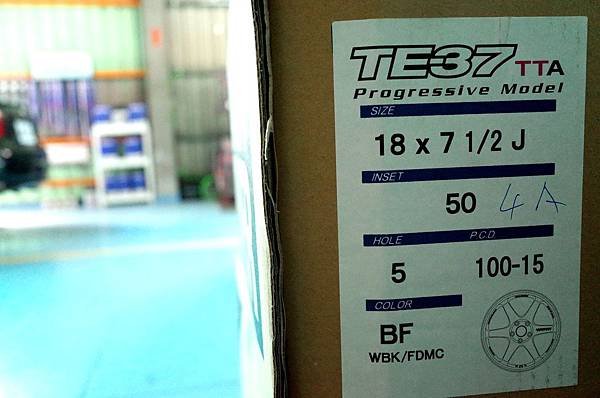 TE37 TTA
Progressive Model
SIZE
18 x 7 1/2 J
INSET
50 4A
HOLE P.C.D
5 100-15
COLOR
BF
WBK/FDMC